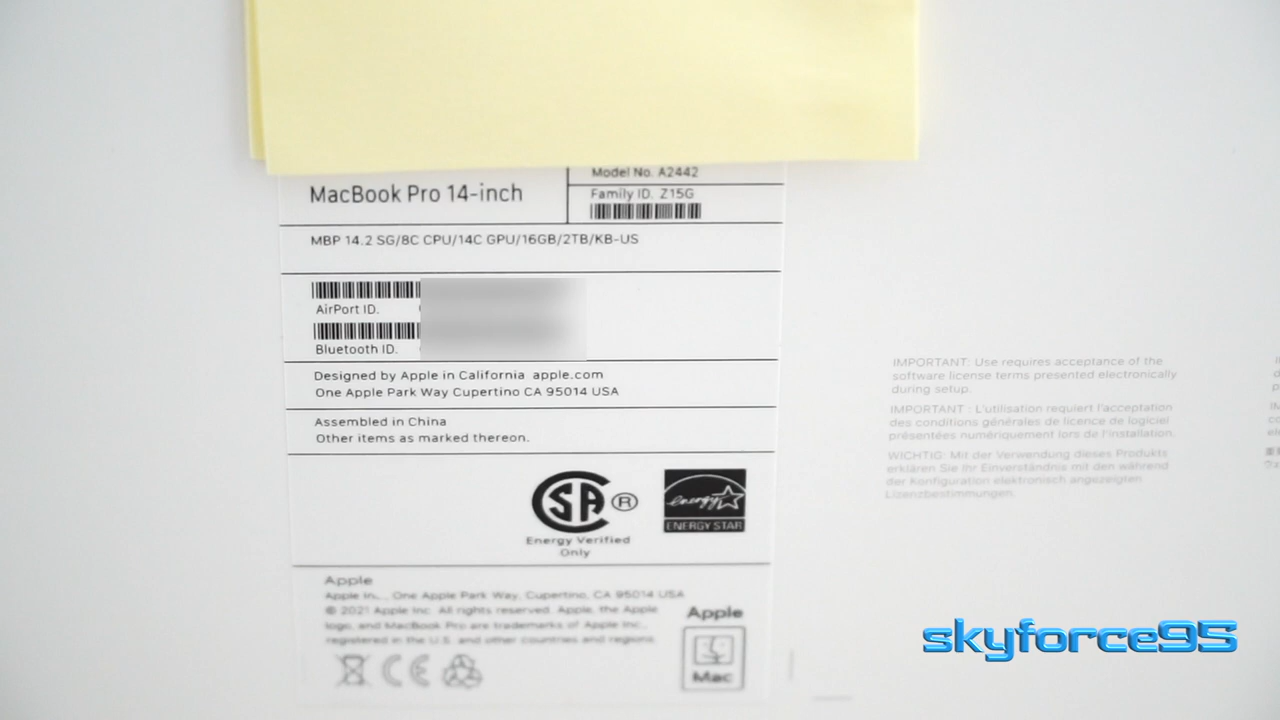 Model No. A2442
MacBook Pro 14-inch
Family ID. Z15G
MBP 14.2 SG/8C CPU/14C GPU/16GB/2TB/KB-US
AirPort ID.
Bluetooth ID.
Designed by Apple in California apple.com
One Apple Park Way Cupertino CA 95014 USA
Assembled in China
Other items as marked thereon.
CSA ®
energy
ENERGY STAR
Energy Verified
Only
Apple
Apple Inc., One Apple Park Way, Cupertino, CA 95014 USA
© 2021 Apple Inc. All rights reserved. Apple, the Apple
logo, and MacBook Pro are trademarks of Apple Inc.,
registered in the U.S. and other countries and regions.
CE
Apple
Mac
IMPORTANT: Use requires acceptance of the
software license terms presented electronically
during setup.
IMPORTANT : L'utilisation requiert l'acceptation
des conditions générales de licence de logiciel
présentées numériquement lors de l'installation.
WICHTIG: Mit der Verwendung dieses Produkts
erklären Sie Ihr Einverständnis mit den während
der Konfiguration elektronisch angezeigten
Lizenzbestimmungen.
skyforce95